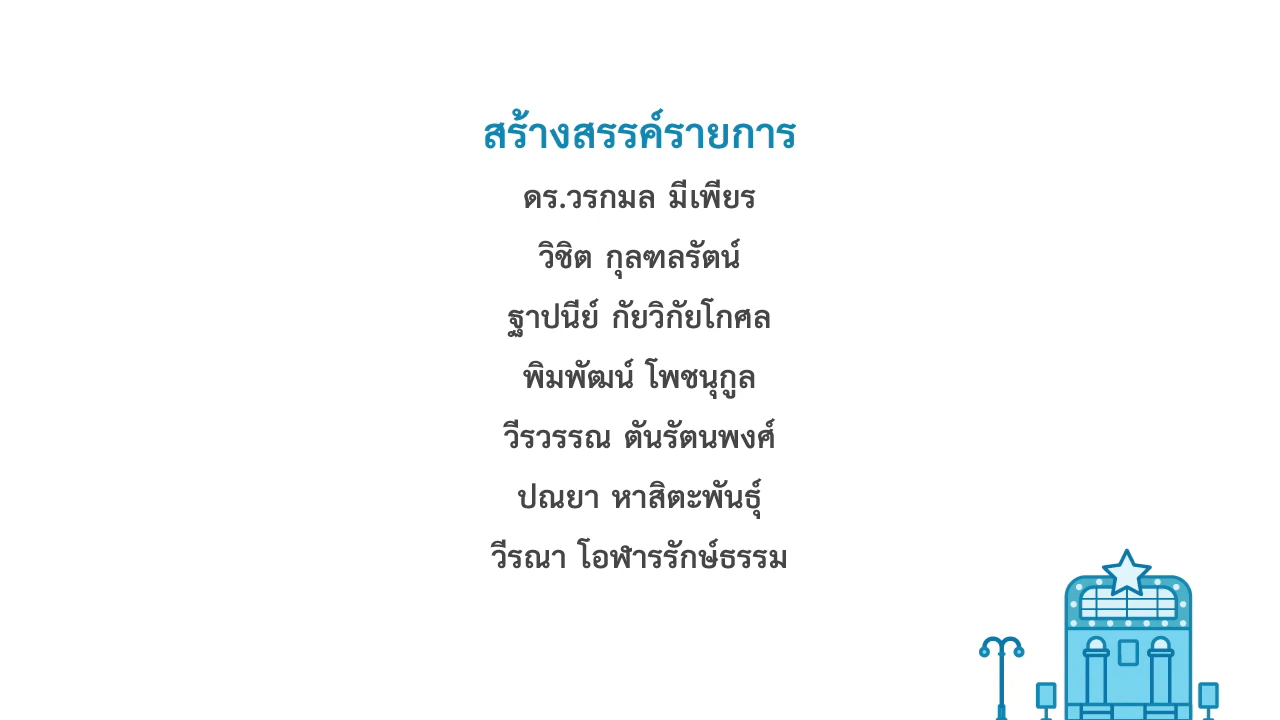 สร้างสรรค์รายการ
ดร.วรกมล มีเพียร
วิชิต กุลฑลรัตน์
ฐาปนีย์ กัยวิกัยโกศล
พิมพัฒน์ โพชนุกูล
วีรวรรณ ตันรัตนพงศ์
ปณยา หาสิตะพันธุ์
วีรณา โอฬารรักษ์ธรรม